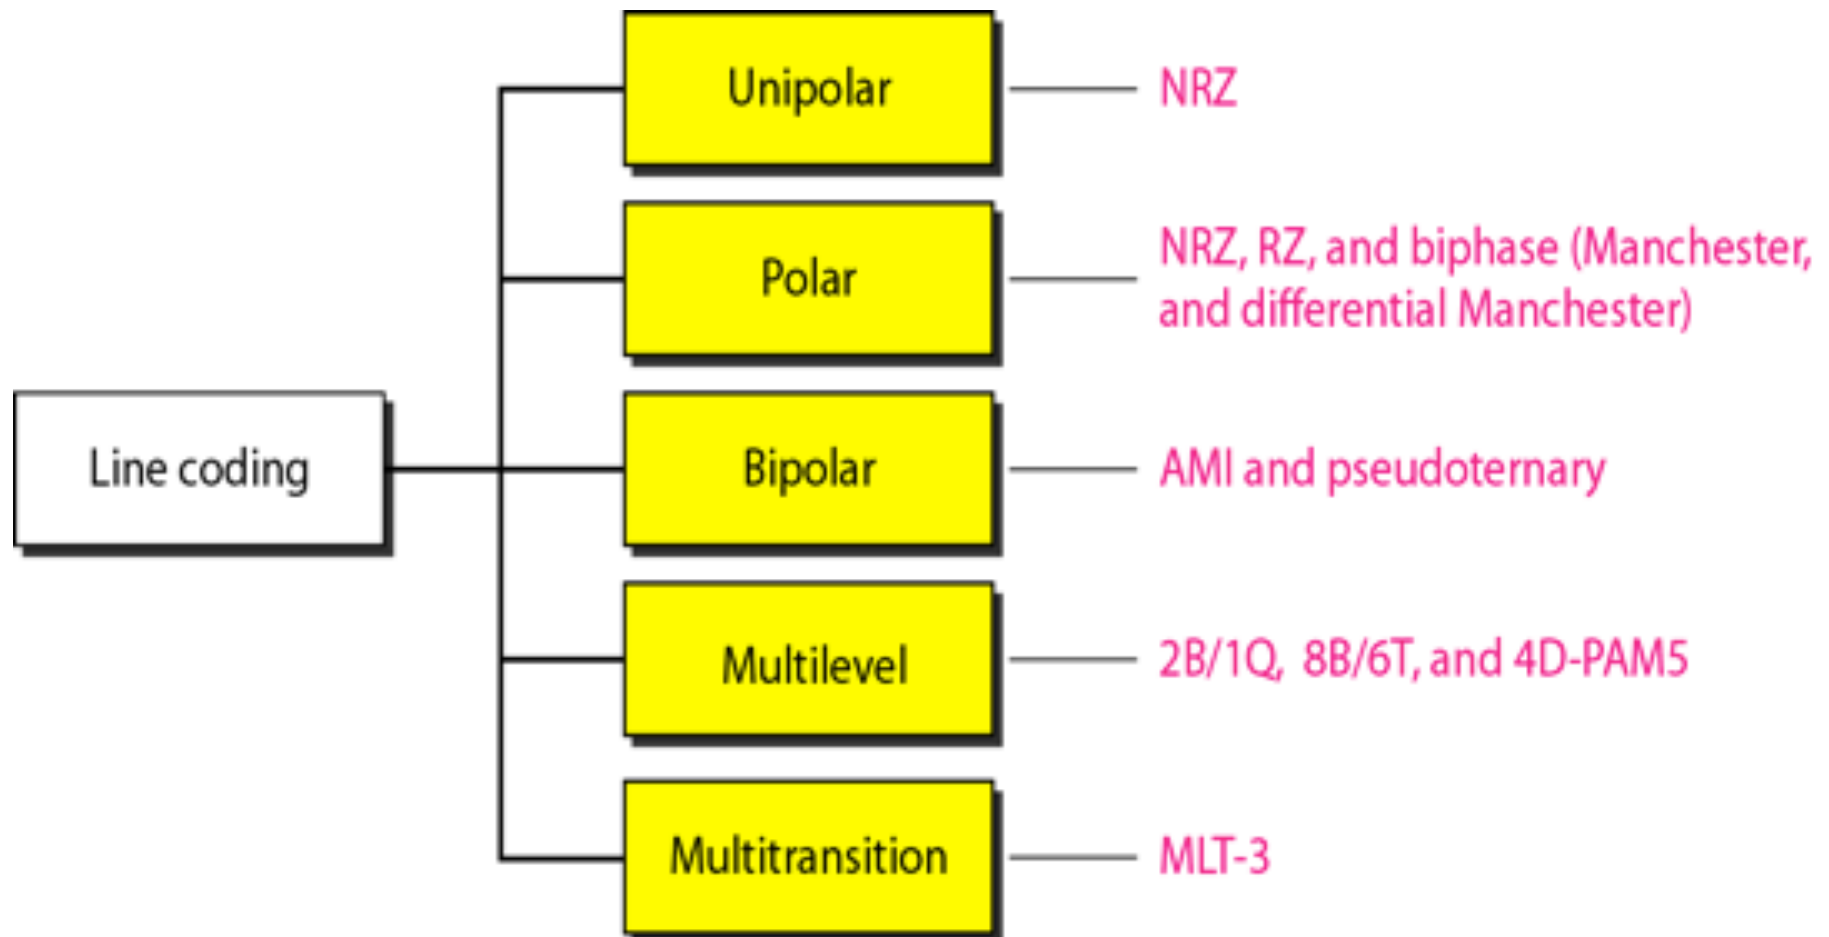 Line coding
Unipolar
NRZ
Polar
NRZ, RZ, and biphase (Manchester,
and differential Manchester)
Bipolar
AMI and pseudoternary
Multilevel
2B/1Q, 8B/6T, and 4D-PAM5
Multitransition
MLT-3